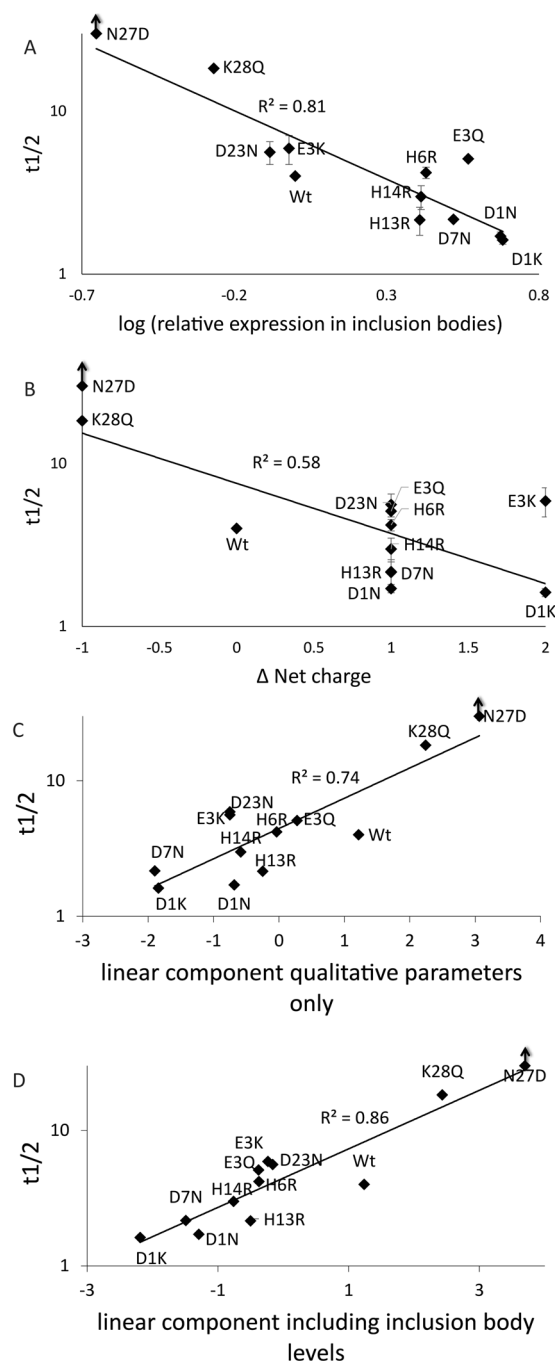 A
N27D
K28Q
R² = 0.81
10
E3Q
D23N
E3K
H6R
t1/2
Wt
H14R
H13R
D7N
D1N
D1K
1
-0.7
-0.2
0.3
0.8
log (relative expression in inclusion bodies)
B
N27D
K28Q
10
R² = 0.58
E3Q
D23N
E3K
H6R
t1/2
Wt
H14R
H13R
D7N
D1N
D1K
1
-1
-0.5
0
0.5
1
1.5
2
Δ Net charge
C
N27D
K28Q
10
R² = 0.74
D23N
E3K
H6R
E3Q
t1/2
H14R
Wt
D7N
H13R
D1K
D1N
1
-3
-2
-1
0
1
2
3
4
linear component qualitative parameters
only
D
K28Q
N27D
10
R² = 0.86
E3K
E3Q
D23N
t1/2
H14R
H6R
Wt
D7N
H13R
D1K
D1N
1
-3
-1
1
3
linear component including inclusion body
levels